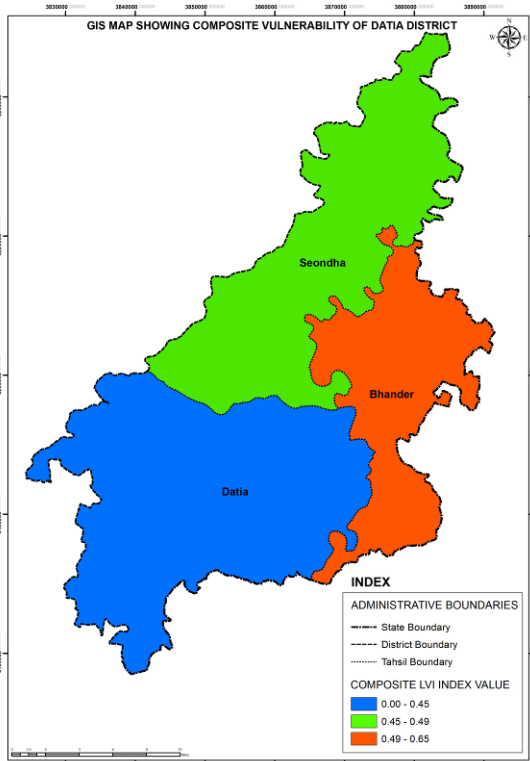 3830000 3840000 3850000 3860000 3870000 3880000 3890000
GIS MAP SHOWING COMPOSITE VULNERABILITY OF DATIA DISTRICT
N
W E
S
Seondha
Bhander
Datia
INDEX
ADMINISTRATIVE BOUNDARIES
State Boundary
District Boundary
Tahsil Boundary
COMPOSITE LVI INDEX VALUE
0.00 - 0.45
0.45 - 0.49
0.49 - 0.65